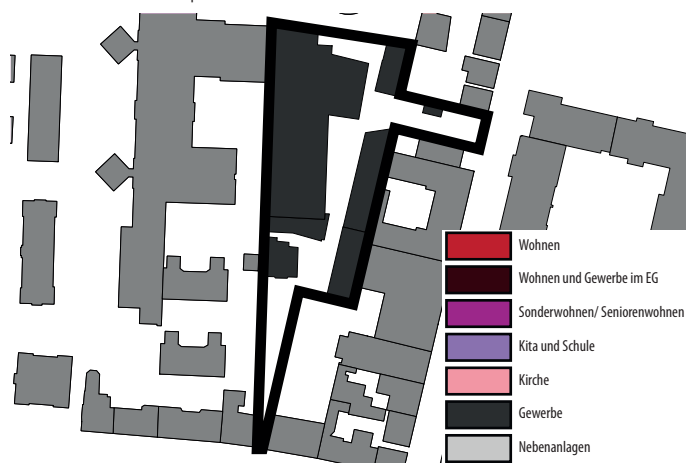 Wohnen
Wohnen und Gewerbe im EG
Sonderwohnen/ Seniorenwohnen
Kita und Schule
Kirche
Gewerbe
Nebenanlagen